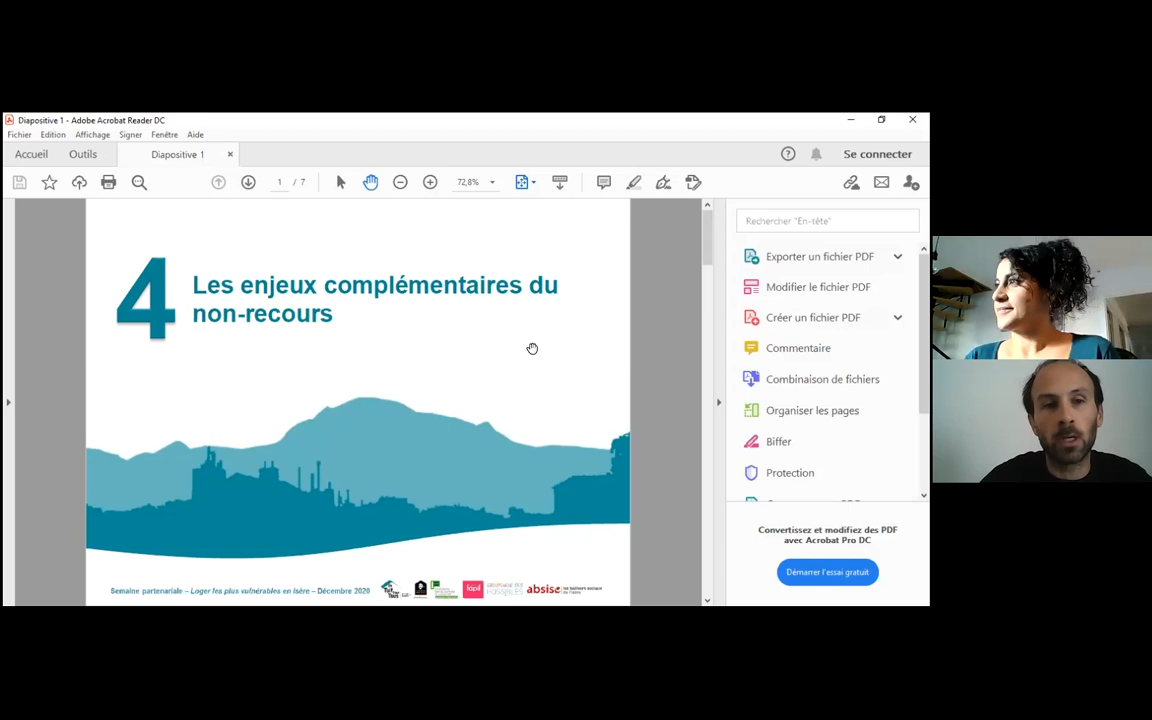 Diapositive 1 - Adobe Acrobat Reader DC
Fichier Edition Affichage Signer Fenêtre Aide
Accueil Outils Diapositive 1 × Se connecter
1 / 7 72,8%
Rechercher "En-tête"
Exporter un fichier PDF
Modifier le fichier PDF
Créer un fichier PDF
Commentaire
Combinaison de fichiers
Organiser les pages
Biffer
Protection
Convertissez et modifiez des PDF
avec Acrobat Pro DC
Démarrer l'essai gratuit
4 Les enjeux complémentaires du
non-recours
Semaine partenariale – Loger les plus vulnérables en Isère – Décembre 2020
fapil
absise